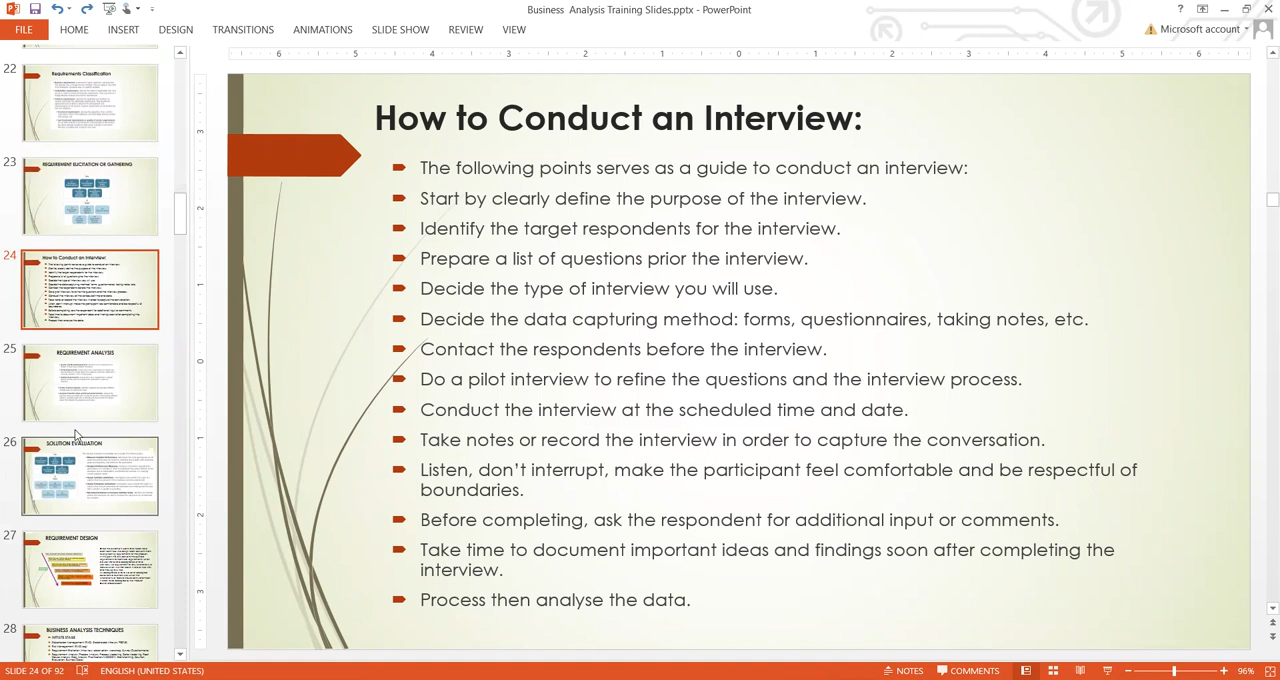 Business Analysis Training Slides.pptx - PowerPoint
FILE HOME INSERT DESIGN TRANSITIONS ANIMATIONS SLIDE SHOW REVIEW VIEW Microsoft account
22
Requirements Classification
23
REQUIREMENT ELICITATION OR GATHERING
24
How to Conduct an Interview:
25
REQUIREMENT ANALYSIS
26
SOLUTION EVALUATION
27
REQUIREMENT DESIGN
28
BUSINESS ANALYSIS TECHNIQUES
How to Conduct an Interview:
The following points serves as a guide to conduct an interview:
Start by clearly define the purpose of the interview.
Identify the target respondents for the interview.
Prepare a list of questions prior the interview.
Decide the type of interview you will use.
Decide the data capturing method: forms, questionnaires, taking notes, etc.
Contact the respondents before the interview.
Do a pilot interview to refine the questions and the interview process.
Conduct the interview at the scheduled time and date.
Take notes or record the interview in order to capture the conversation.
Listen, don't interrupt, make the participant feel comfortable and be respectful of
boundaries.
Before completing, ask the respondent for additional input or comments.
Take time to document important ideas and findings soon after completing the
interview.
Process then analyse the data.
SLIDE 24 OF 92 ENGLISH (UNITED STATES) NOTES COMMENTS 96%